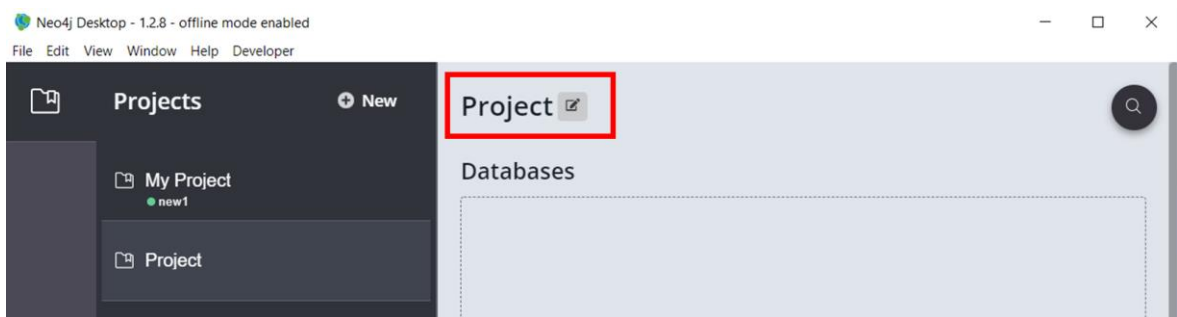 Neo4j Desktop - 1.2.8 - offline mode enabled
File Edit View Window Help Developer
Projects
New
My Project
new1
Project
Project
Databases